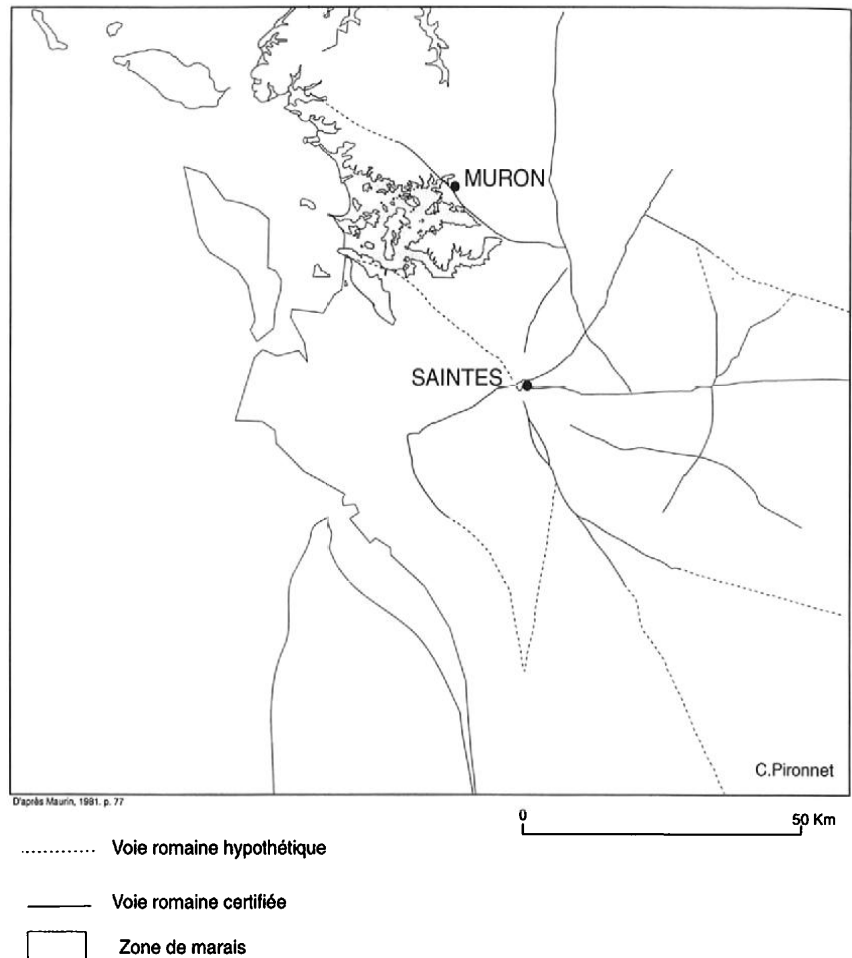 MURON
SAINTES
C.Pironnet
D'après Maurin, 1981. p. 77
0 50 Km
Voie romaine hypothétique
Voie romaine certifiée
Zone de marais